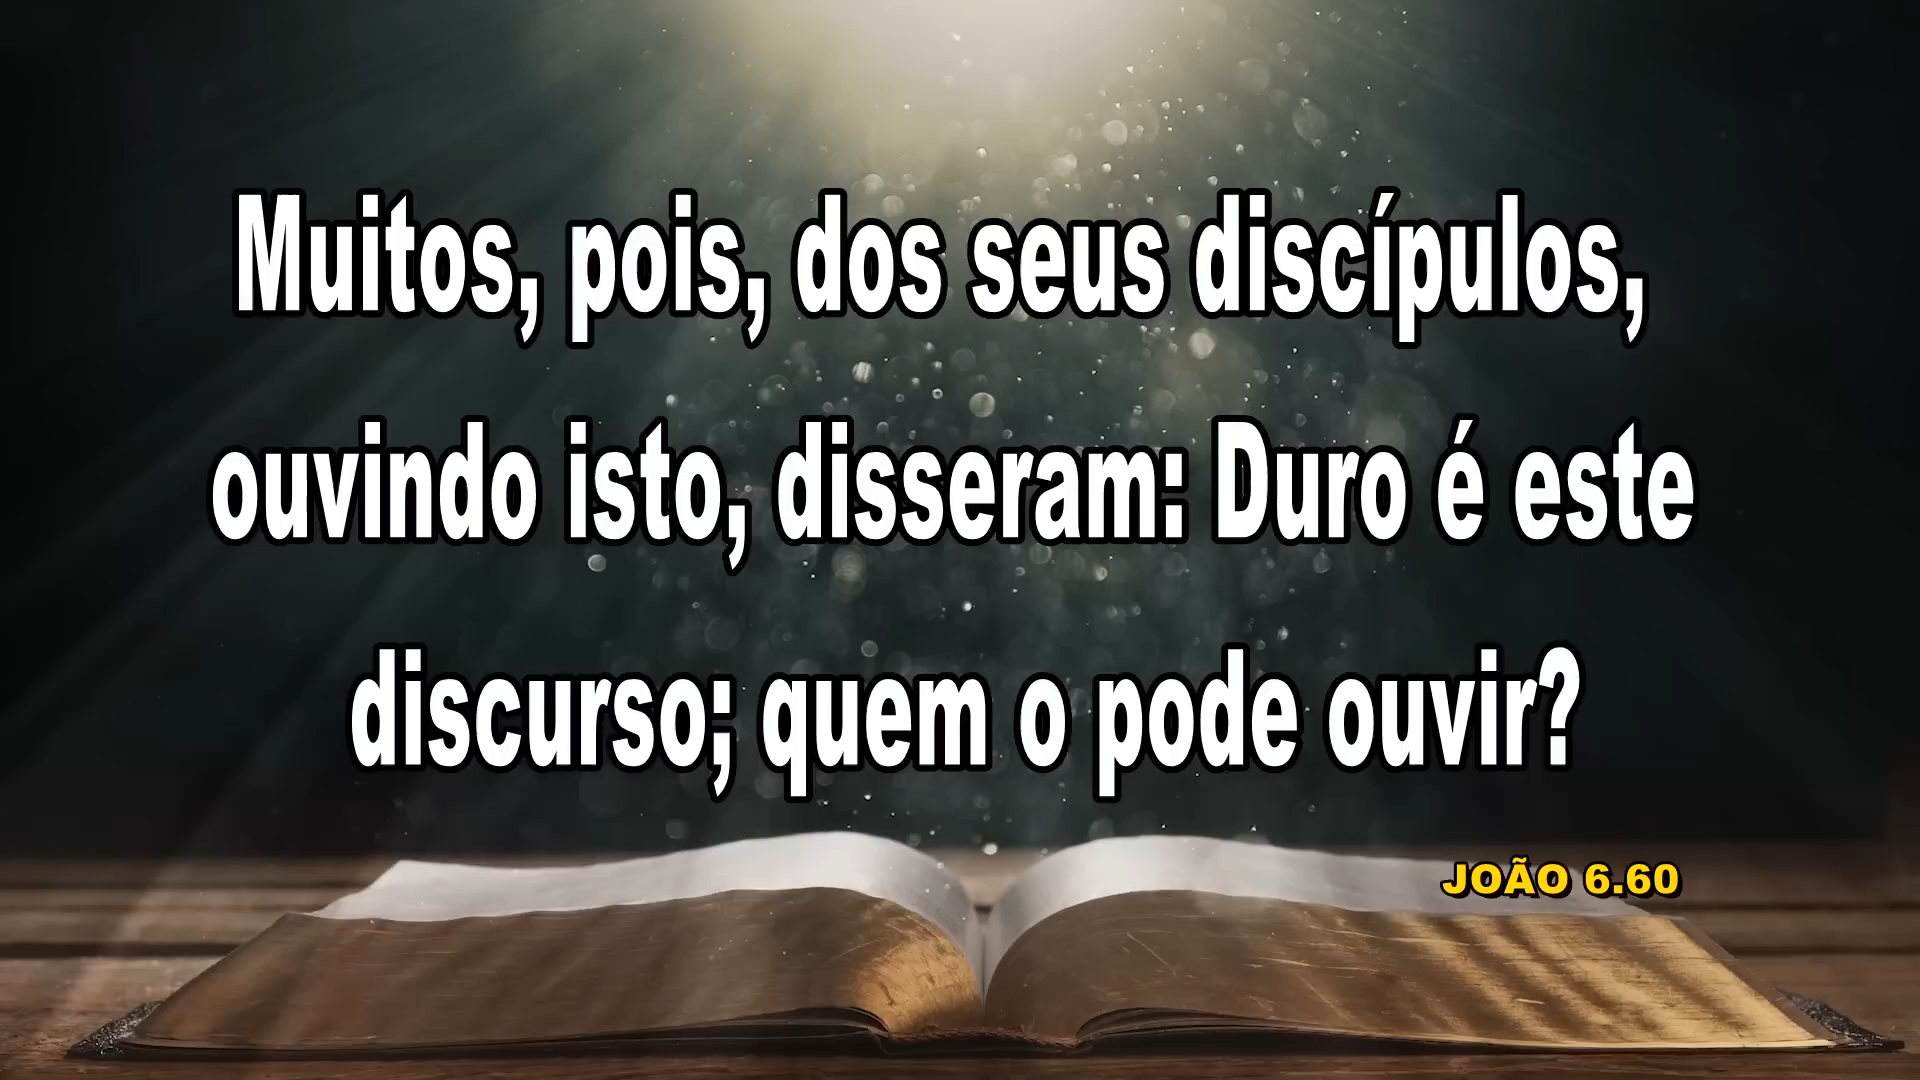 Muitos, pois, dos seus discípulos,
ouvindo isto, disseram: Duro é este
discurso; quem o pode ouvir?
JOÃO 6.60